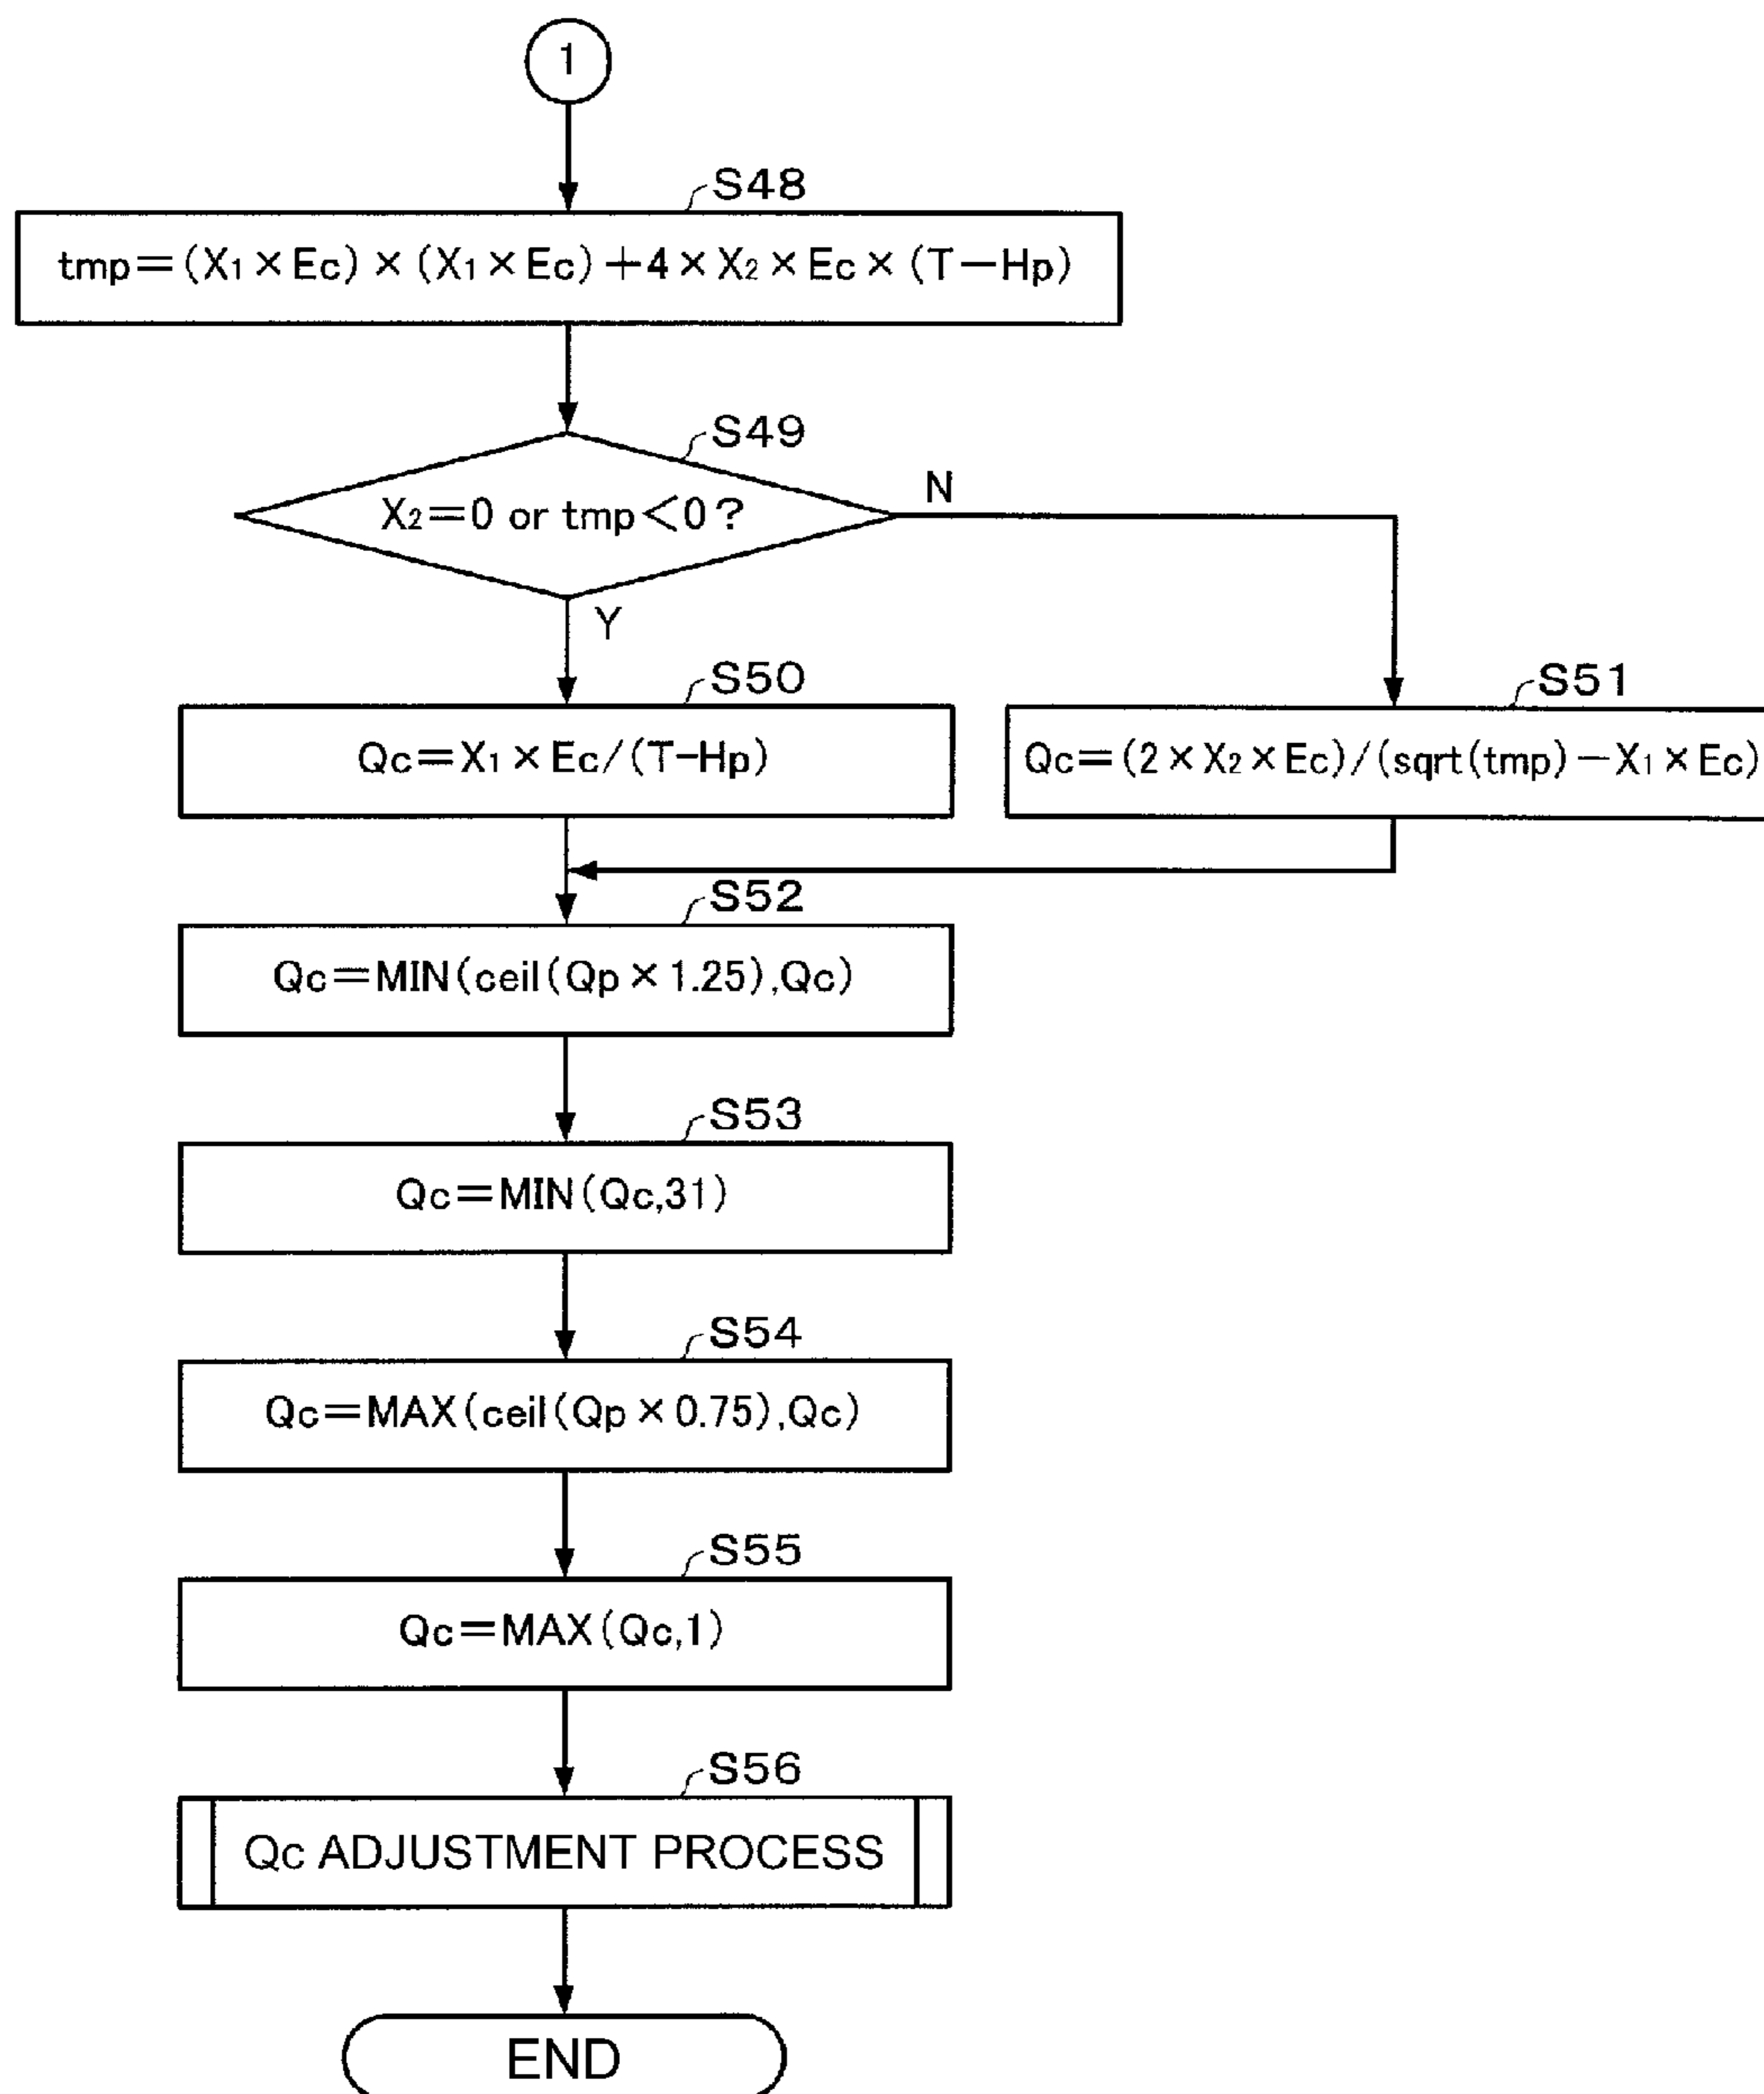 1
S48
tmp=(X₁×Ec)×(X₁×Ec)+4×X₂×Ec×(T-Hp)
S49
X₂=0 or tmp<0?
N
Y
S50
Qc=X₁×Ec/(T-Hp)
S51
Qc=(2×X₂×Ec)/(sqrt(tmp)-X₁×Ec)
S52
Qc=MIN(ceil(Qp×1.25),Qc)
S53
Qc=MIN(Qc,31)
S54
Qc=MAX(ceil(Qp×0.75),Qc)
S55
Qc=MAX(Qc,1)
S56
Qc ADJUSTMENT PROCESS
END